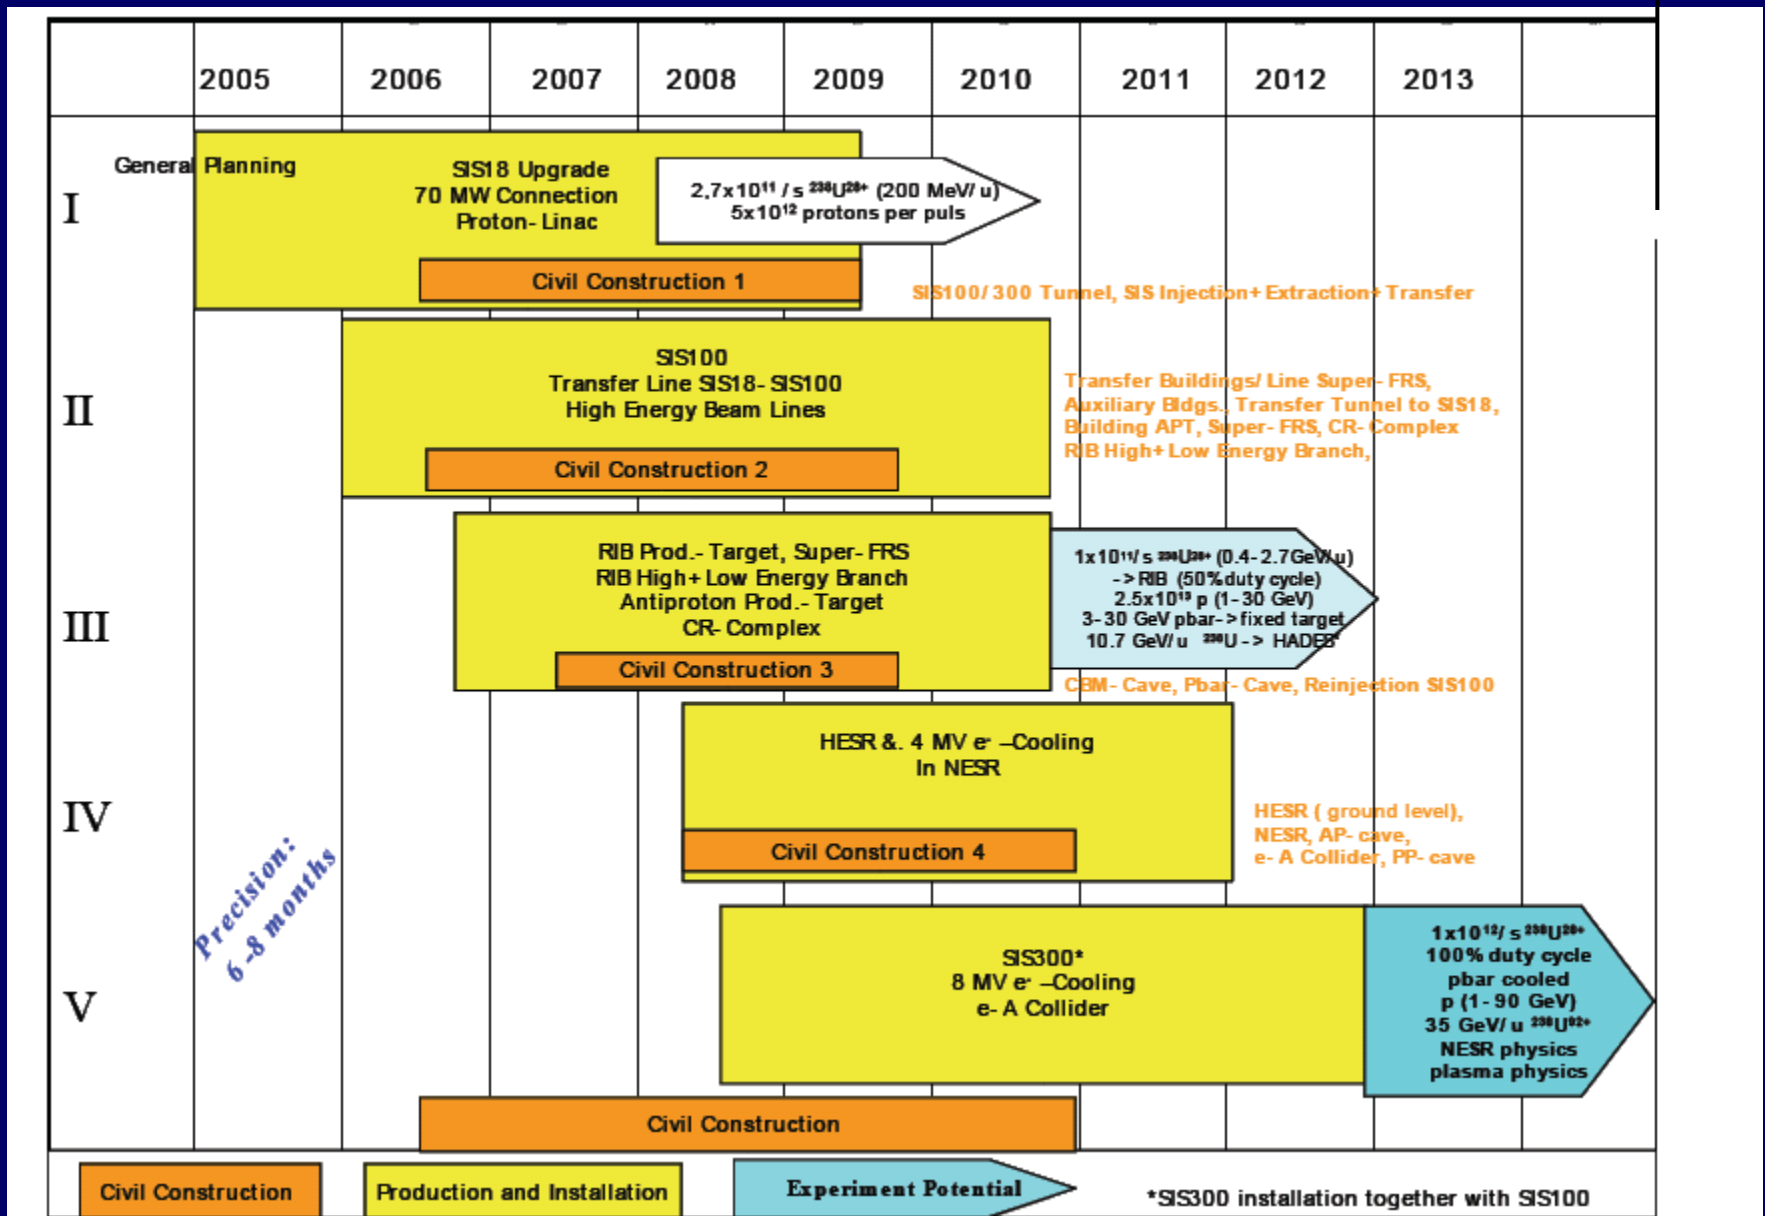 2005 2006 2007 2008 2009 2010 2011 2012 2013
I
General Planning
SIS18 Upgrade
70 MW Connection
Proton- Linac
2,7x10¹¹ / s ²³⁸U²⁸⁺ (200 MeV/ u)
5x10¹² protons per puls
Civil Construction 1
SIS100/ 300 Tunnel, SIS Injection+ Extraction+ Transfer
II
SIS100
Transfer Line SIS18- SIS100
High Energy Beam Lines
Civil Construction 2
Transfer Buildings/ Line Super- FRS,
Auxiliary Bldgs., Transfer Tunnel to SIS18,
Building APT, Super- FRS, CR- Complex
RIB High+ Low Energy Branch,
III
RIB Prod.- Target, Super- FRS
RIB High+ Low Energy Branch
Antiproton Prod.- Target
CR- Complex
Civil Construction 3
1x10¹¹/ s ²³⁸U²⁸⁺ (0.4- 2.7GeV/u)
-> RIB (50% duty cycle)
2.5x10¹³ p (1- 30 GeV)
3- 30 GeV pbar-> fixed target
10.7 GeV/ u ²³⁸U -> HADES*
CBM- Cave, Pbar- Cave, Reinjection SIS100
IV
HESR &. 4 MV e⁻ –Cooling
In NESR
Civil Construction 4
HESR ( ground level),
NESR, AP- cave,
e- A Collider, PP- cave
Precision:
6 -8 months
V
SIS300*
8 MV e⁻ –Cooling
e- A Collider
1x10¹²/ s ²³⁸U²⁸⁺
100% duty cycle
pbar cooled
p (1- 90 GeV)
35 GeV/ u ²³⁸U⁹²⁺
NESR physics
plasma physics
Civil Construction
Civil Construction
Production and Installation
Experiment Potential
*SIS300 installation together with SIS100